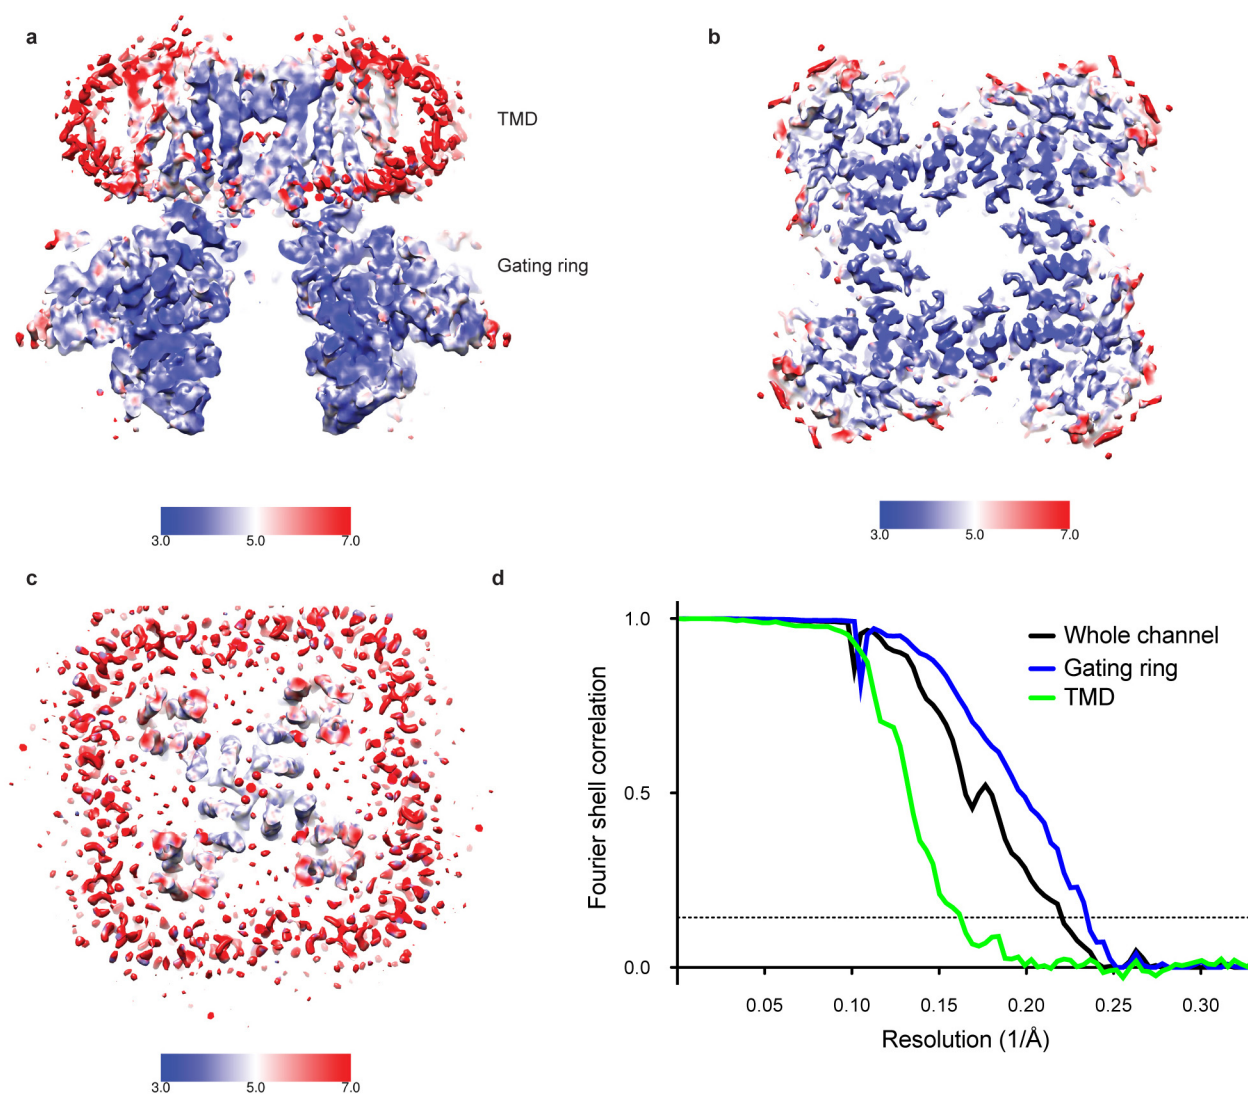 a
TMD
Gating ring
3.0 5.0 7.0
b
3.0 5.0 7.0
c
3.0 5.0 7.0
d
1.0
0.5
0.0
Fourier shell correlation
Whole channel
Gating ring
TMD
0.05 0.10 0.15 0.20 0.25 0.30
Resolution (1/Å)